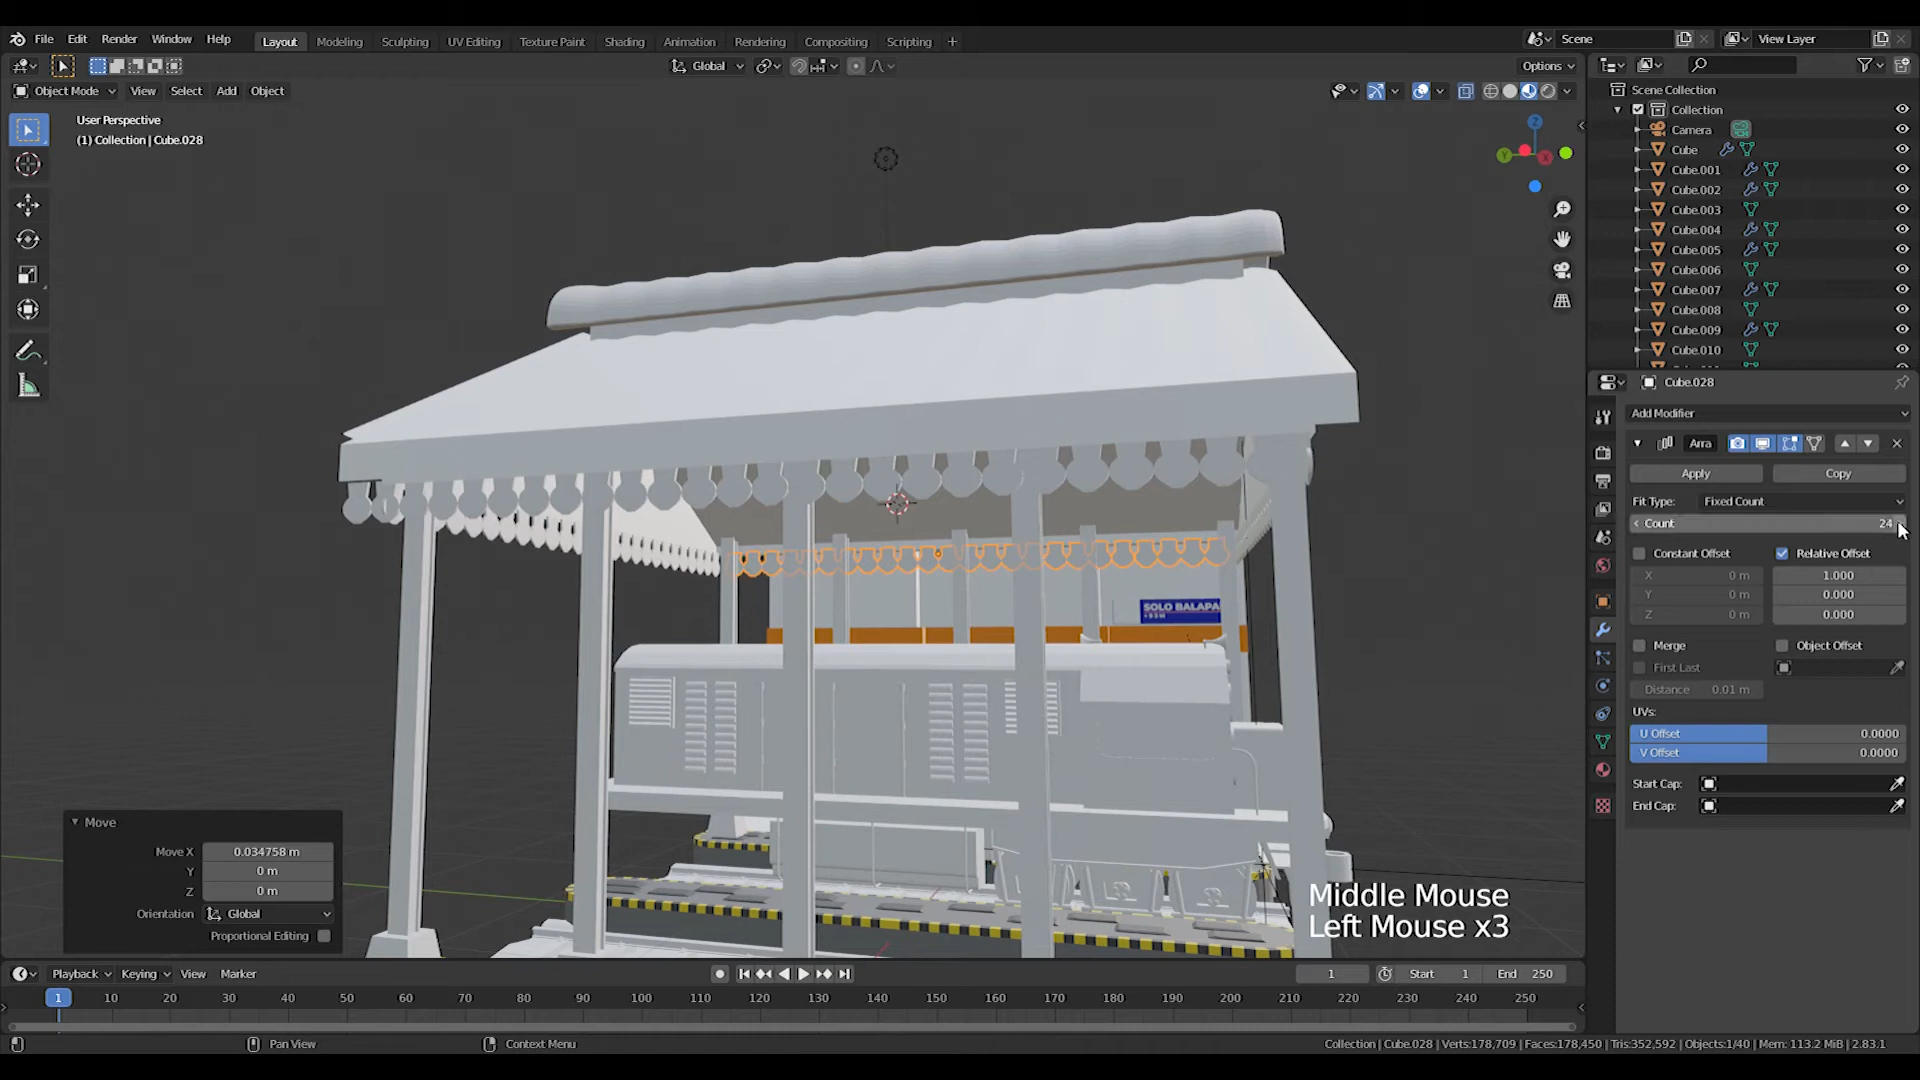 File Edit Render Window Help Layout Modeling Sculpting UV Editing Texture Paint Shading Animation Rendering Compositing Scripting + Scene View Layer
Global Options
Object Mode View Select Add Object
User Perspective
(1) Collection | Cube.028
Z
Y X
Scene Collection
Collection
Camera
Cube
Cube.001
Cube.002
Cube.003
Cube.004
Cube.005
Cube.006
Cube.007
Cube.008
Cube.009
Cube.010
Cube.028
Add Modifier
Arra
Apply Copy
Fit Type: Fixed Count
Count 24
Constant Offset Relative Offset
X 0 m 1.000
Y 0 m 0.000
Z 0 m 0.000
Merge Object Offset
First Last
Distance 0.01 m
UVs:
U Offset 0.0000
V Offset 0.0000
Start Cap:
End Cap:
SOLO BALAPA
Move
Move X 0.034758 m
Y 0 m
Z 0 m
Orientation Global
Proportional Editing
Middle Mouse
Left Mouse x3
Playback Keying View Marker 1 Start 1 End 250
1 10 20 30 40 50 60 70 80 90 100 110 120 130 140 150 160 170 180 190 200 210 220 230 240 250
Pan View Context Menu Collection | Cube.028 | Verts:178,709 | Faces:178,450 | Tris:352,592 | Objects:1/40 | Mem: 113.2 MiB | 2.83.1